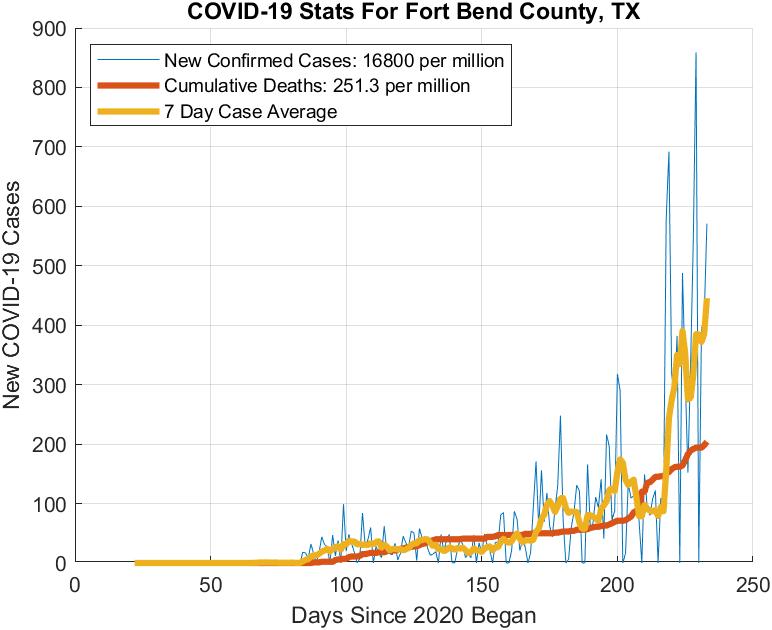 COVID-19 Stats For Fort Bend County, TX
900
800
700
600
500
400
300
200
100
0
New COVID-19 Cases
New Confirmed Cases: 16800 per million
Cumulative Deaths: 251.3 per million
7 Day Case Average
0 50 100 150 200 250
Days Since 2020 Began